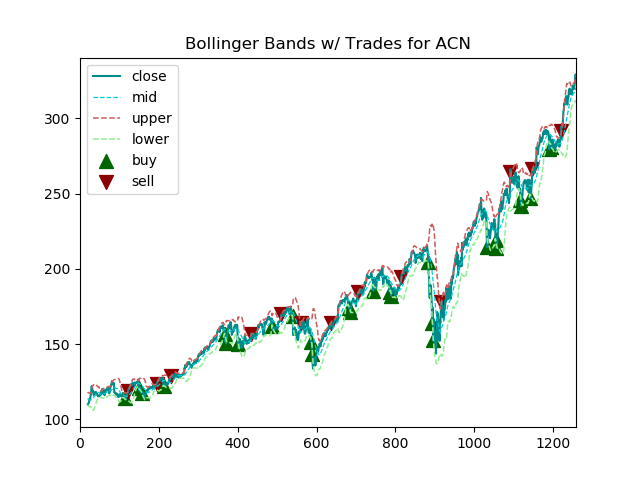 Bollinger Bands w/ Trades for ACN
close
mid
upper
lower
buy
sell
300
250
200
150
100
0 200 400 600 800 1000 1200